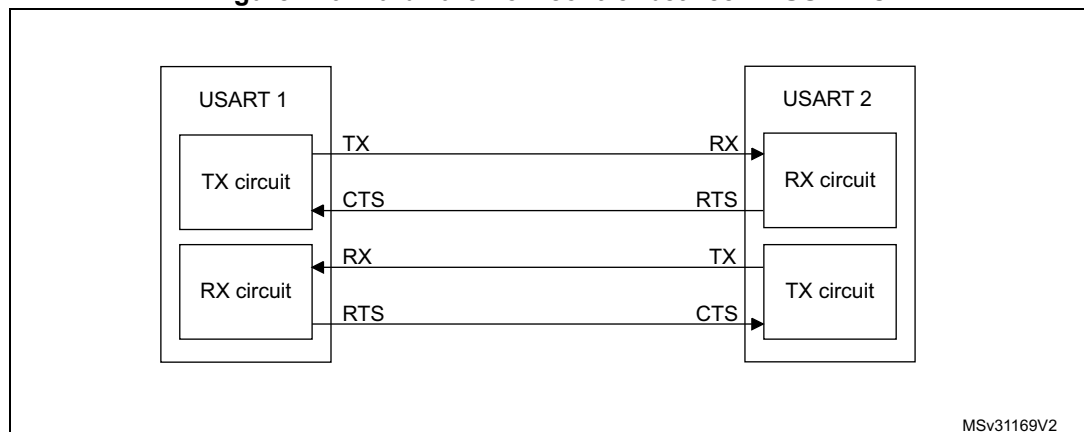 USART 1
USART 2
TX circuit
TX
RX
RX circuit
CTS
RTS
RX circuit
RX
TX
TX circuit
RTS
CTS
MSv31169V2